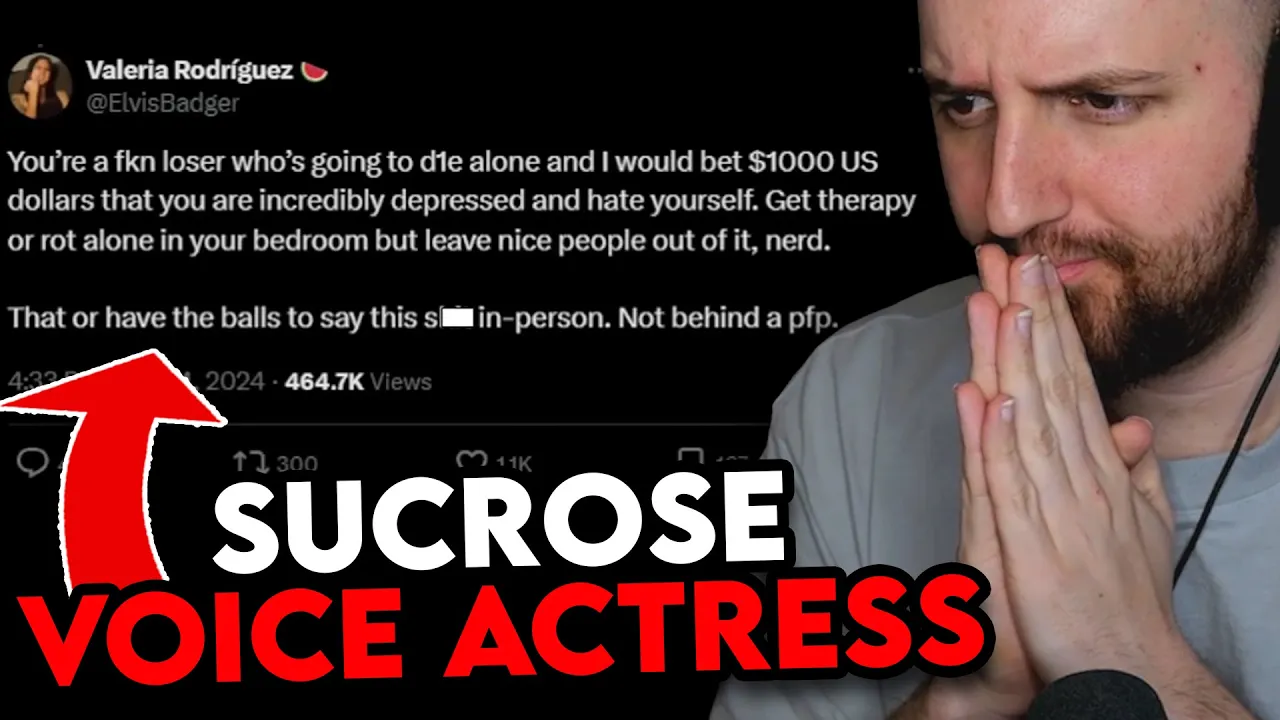 Valeria Rodríguez 🍉
@ElvisBadger
You're a fkn loser who's going to d1e alone and I would bet $1000 US
dollars that you are incredibly depressed and hate yourself. Get therapy
or rot alone in your bedroom but leave nice people out of it, nerd.
That or have the balls to say this s in-person. Not behind a pfp.
4:33 2024 · 464.7K Views
300 11K
SUCROSE
VOICE ACTRESS